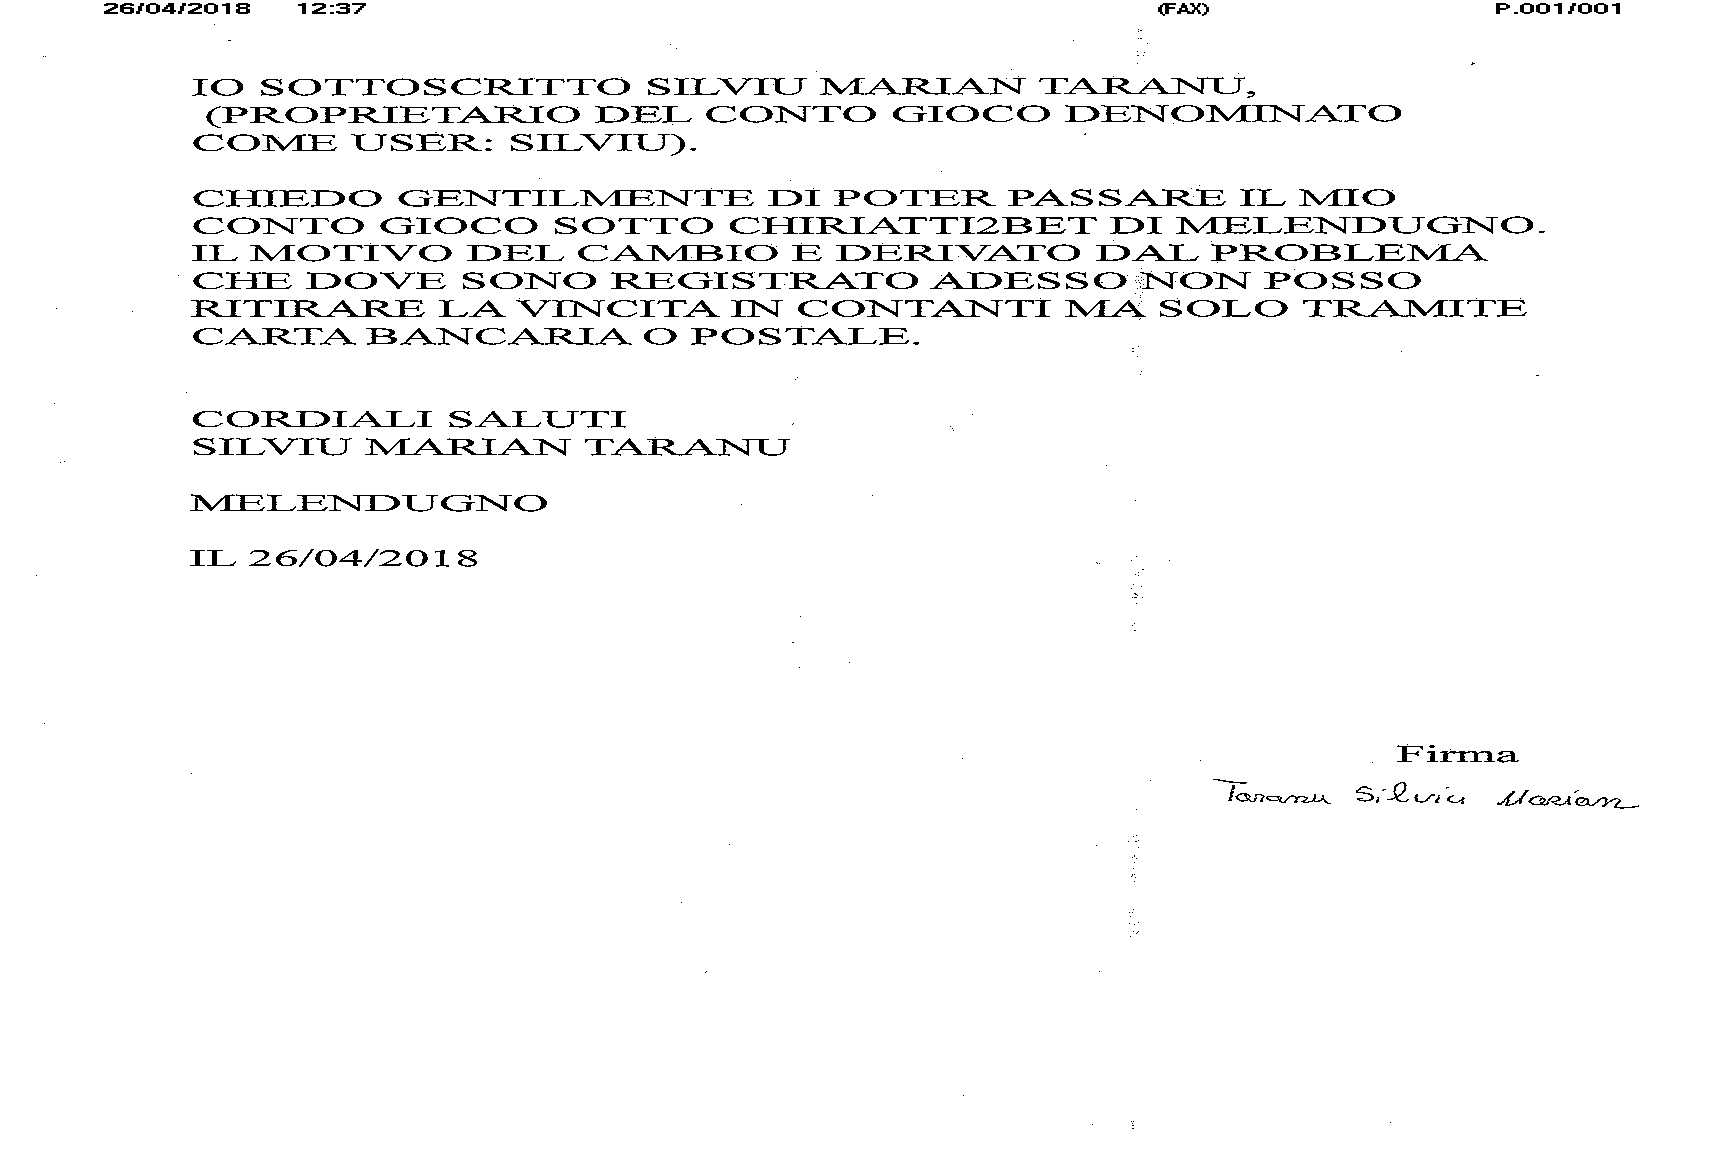 26/04/2018 12:37 (FAX) P.001/001
IO SOTTOSCRITTO SILVIU MARIAN TARANU,
(PROPRIETARIO DEL CONTO GIOCO DENOMINATO
COME USER: SILVIU).
CHIEDO GENTILMENTE DI POTER PASSARE IL MIO
CONTO GIOCO SOTTO CHIRIATTI2BET DI MELENDUGNO.
IL MOTIVO DEL CAMBIO E DERIVATO DAL PROBLEMA
CHE DOVE SONO REGISTRATO ADESSO NON POSSO
RITIRARE LA VINCITA IN CONTANTI MA SOLO TRAMITE
CARTA BANCARIA O POSTALE.
CORDIALI SALUTI
SILVIU MARIAN TARANU
MELENDUGNO
IL 26/04/2018
Firma
Taranu Silviu Marian